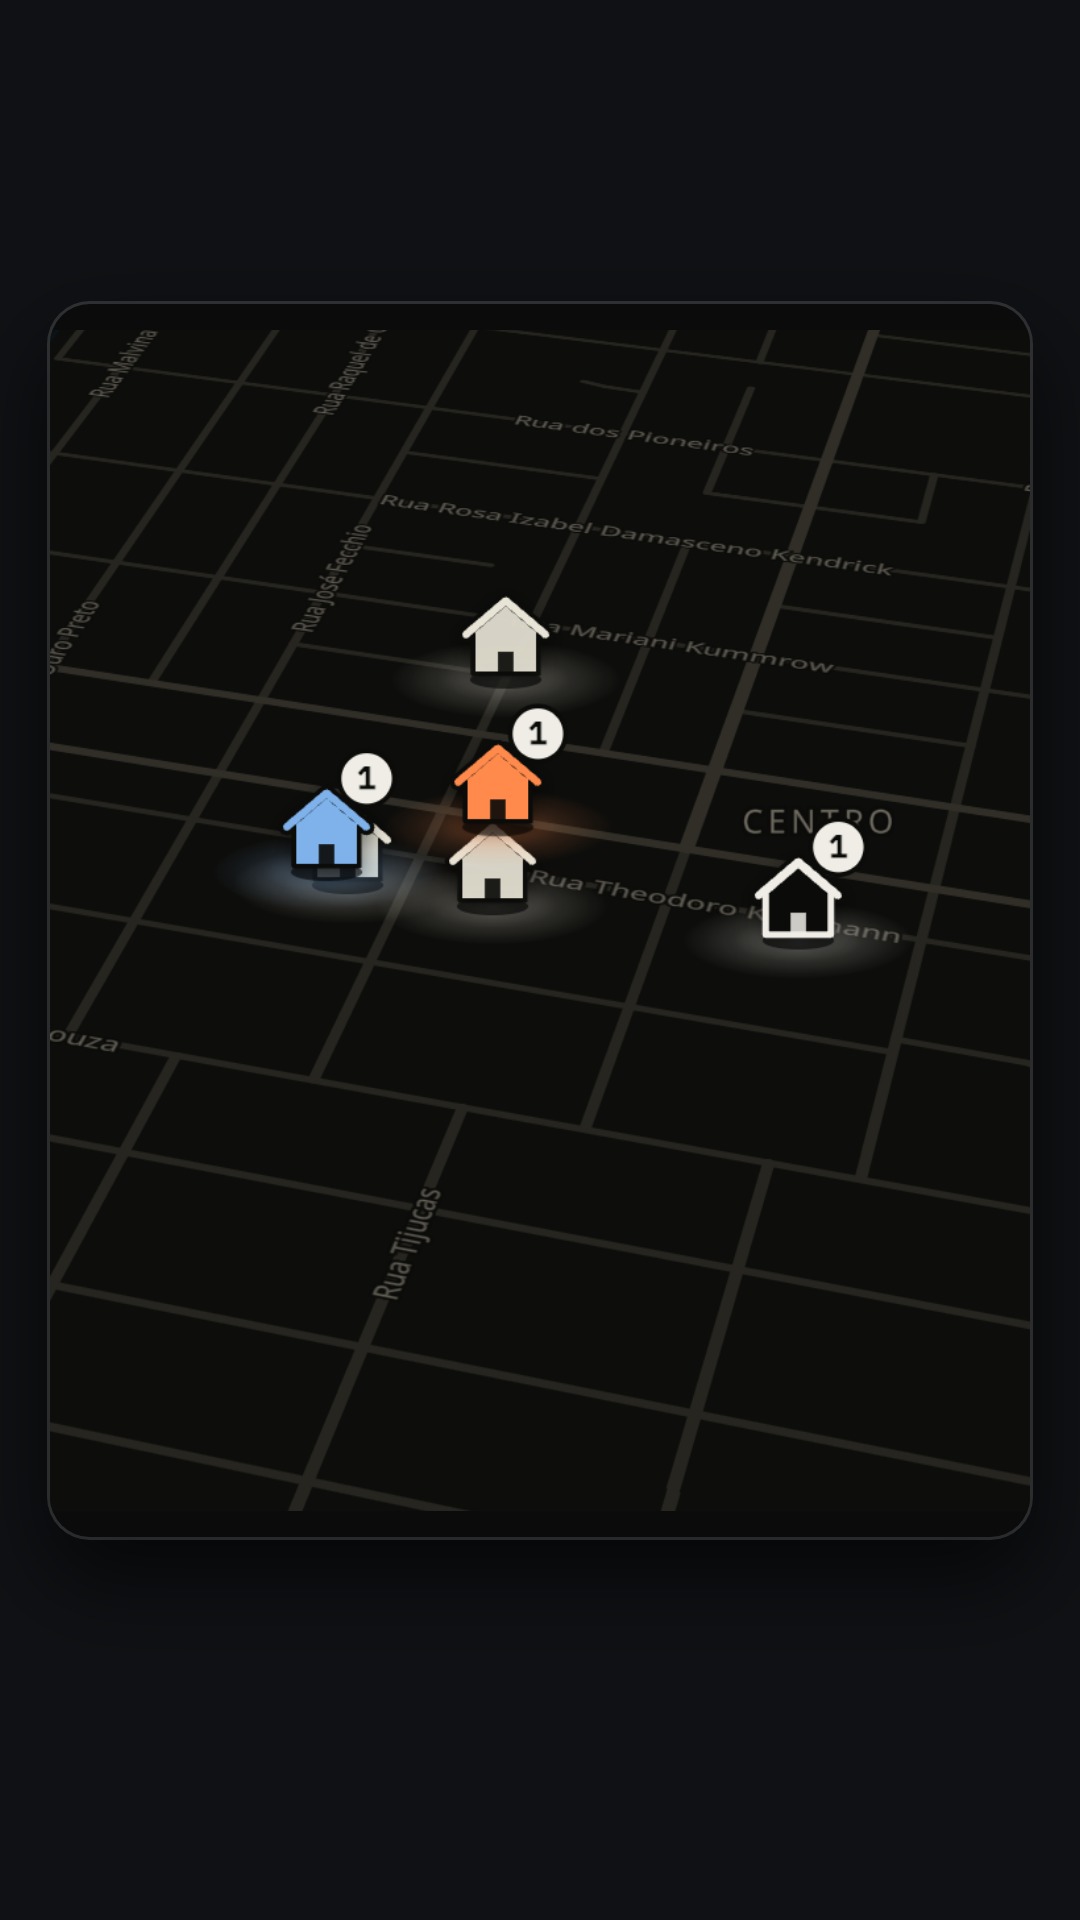 Rua Malvina
Rua Raquel de
Rua dos Pioneiros
Rua Rosa Izabel Damasceno Kendrick
Rua José Fecchio
uro Preto
a Mariani Kummrow
1
1
CENTRO
1
Rua Theodoro K
mann
ouza
Rua Tijucas